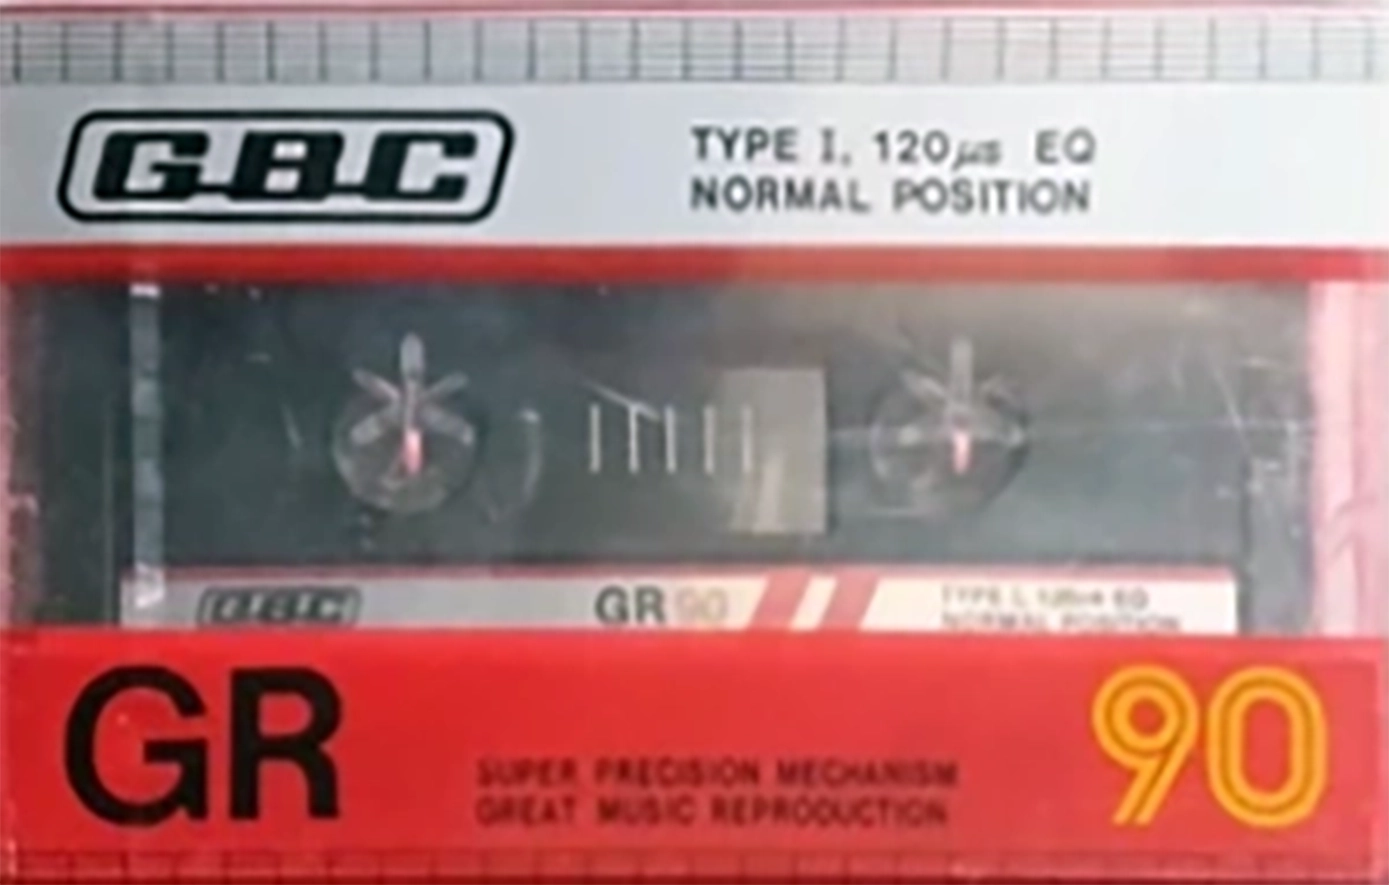 GBC
TYPE I, 120μs EQ
NORMAL POSITION
GBC
GR 90
TYPE I, 120μs EQ
NORMAL POSITION
GR
SUPER PRECISION MECHANISM
GREAT MUSIC REPRODUCTION
90